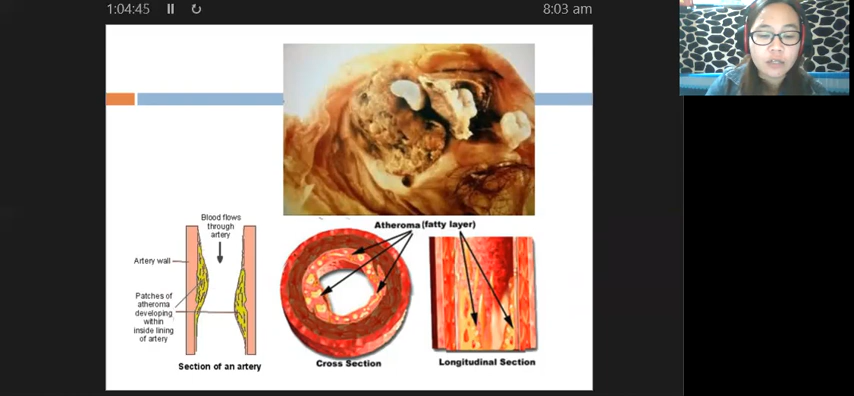 1:04:45
8:03 am
Blood flows
through
artery
Artery wall
Patches of
atheroma
developing
within
inside lining
of artery
Section of an artery
Atheroma (fatty layer)
Cross Section
Longitudinal Section